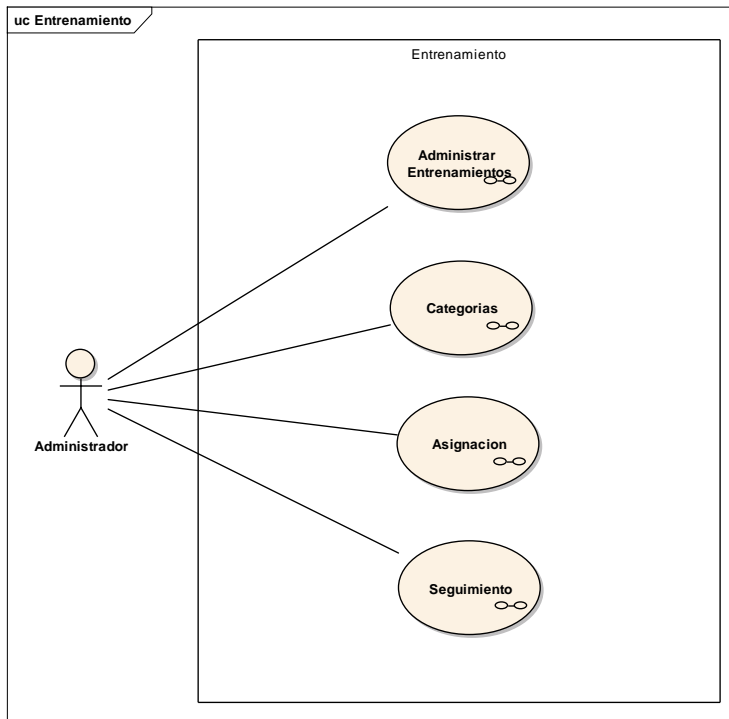 uc Entrenamiento
Entrenamiento
Administrar
Entrenamientos
Categorias
Asignacion
Administrador
Seguimiento